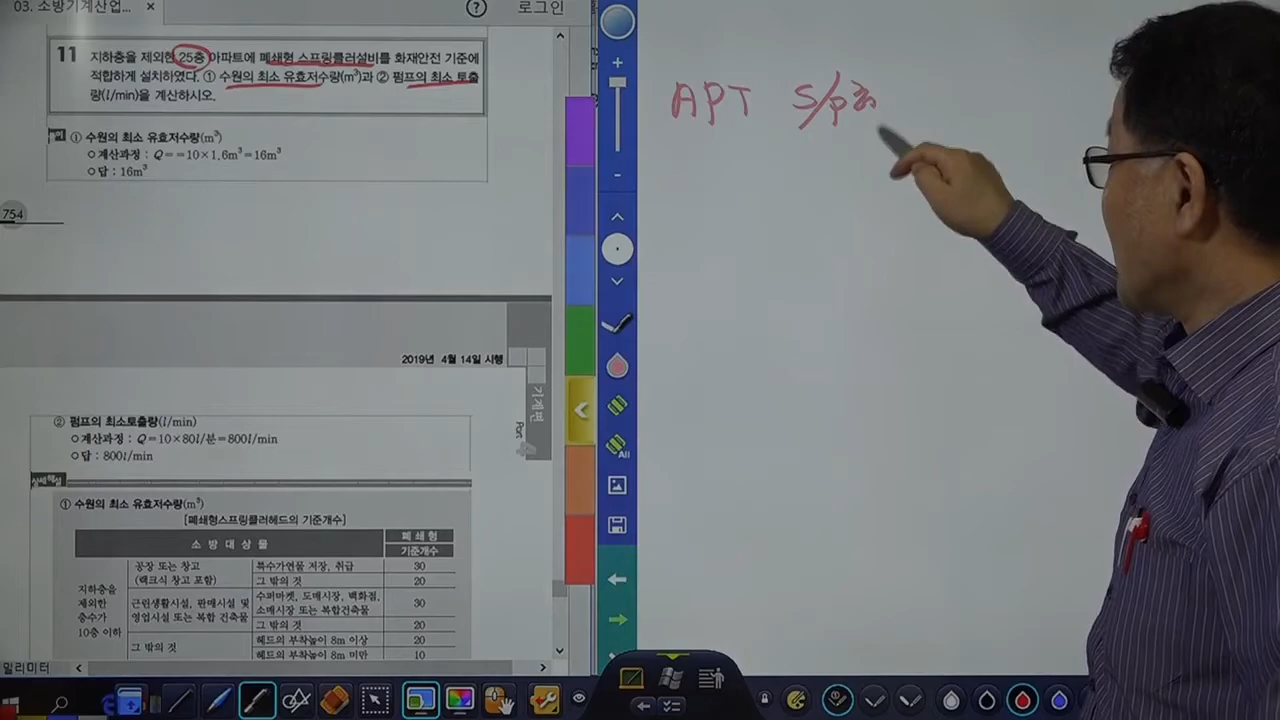 03. 소방기계산업...
로그인
11 지하층을 제외한 25층 아파트에 폐쇄형 스프링클러설비를 화재안전 기준에
적합하게 설치하였다. ① 수원의 최소 유효저수량(m³)과 ② 펌프의 최소 토출
량(l/min)을 계산하시오.
① 수원의 최소 유효저수량(m³)
○계산과정 : Q==10×1.6m³=16m³
○답 : 16m³
754
2019년 4월 14일 시행
기계편
Part
② 펌프의 최소토출량(l/min)
○계산과정 : Q=10×80l/분=800l/min
○답 : 800l/min
상세해설
① 수원의 최소 유효저수량(m³)
[폐쇄형스프링클러헤드의 기준개수]
소 방 대 상 물
폐 쇄 형
기준개수
지하층을
제외한
층수가
10층 이하
공장 또는 창고
(랙크식 창고 포함)
특수가연물 저장, 취급 30
그 밖의 것 20
근린생활시설, 판매시설 및
영업시설 또는 복합 건축물
수퍼마켓, 도매시장, 백화점,
소매시장 또는 복합건축물
30
그 밖의 것 20
그 밖의 것
헤드의 부착높이 8m 이상 20
헤드의 부착높이 8m 미만 10
밀리미터
APT S/p
All